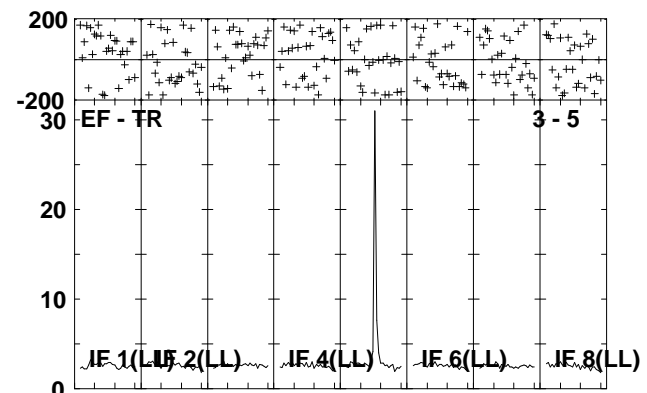 200
-200
30
EF - TR
3 - 5
20
10
IF 1(LL)
IF 2(LL)
IF 4(LL)
IF 6(LL)
IF 8(LL)
0